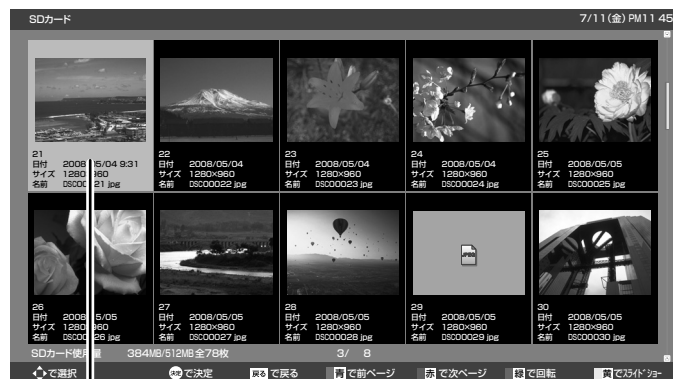 SDカード 7/11(金) PM11 45
21
日付 2008/05/04 9:31
サイズ 1280×960
名前 DSC00021 jpg
22
日付 2008/05/04
サイズ 1280×960
名前 DSC00022 jpg
23
日付 2008/05/04
サイズ 1280×960
名前 DSC00023 jpg
24
日付 2008/05/04
サイズ 1280×960
名前 DSC00024 jpg
25
日付 2008/05/05
サイズ 1280×960
名前 DSC00025 jpg
26
日付 2008/05/05
サイズ 1280×960
名前 DSC00026 jpg
27
日付 2008/05/05
サイズ 1280×960
名前 DSC00027 jpg
28
日付 2008/05/05
サイズ 1280×960
名前 DSC00028 jpg
JPEG
29
日付 2008/05/05
サイズ 1280×960
名前 DSC00029 jpg
30
日付 2008/05/05
サイズ 1280×960
名前 DSC00030 jpg
SDカード使用量 384MB/512MB 全78枚 3/ 8
で選択 決定 で決定 戻る で戻る 青 で前ページ 赤 で次ページ 緑 で回転 黄 でスライドショー